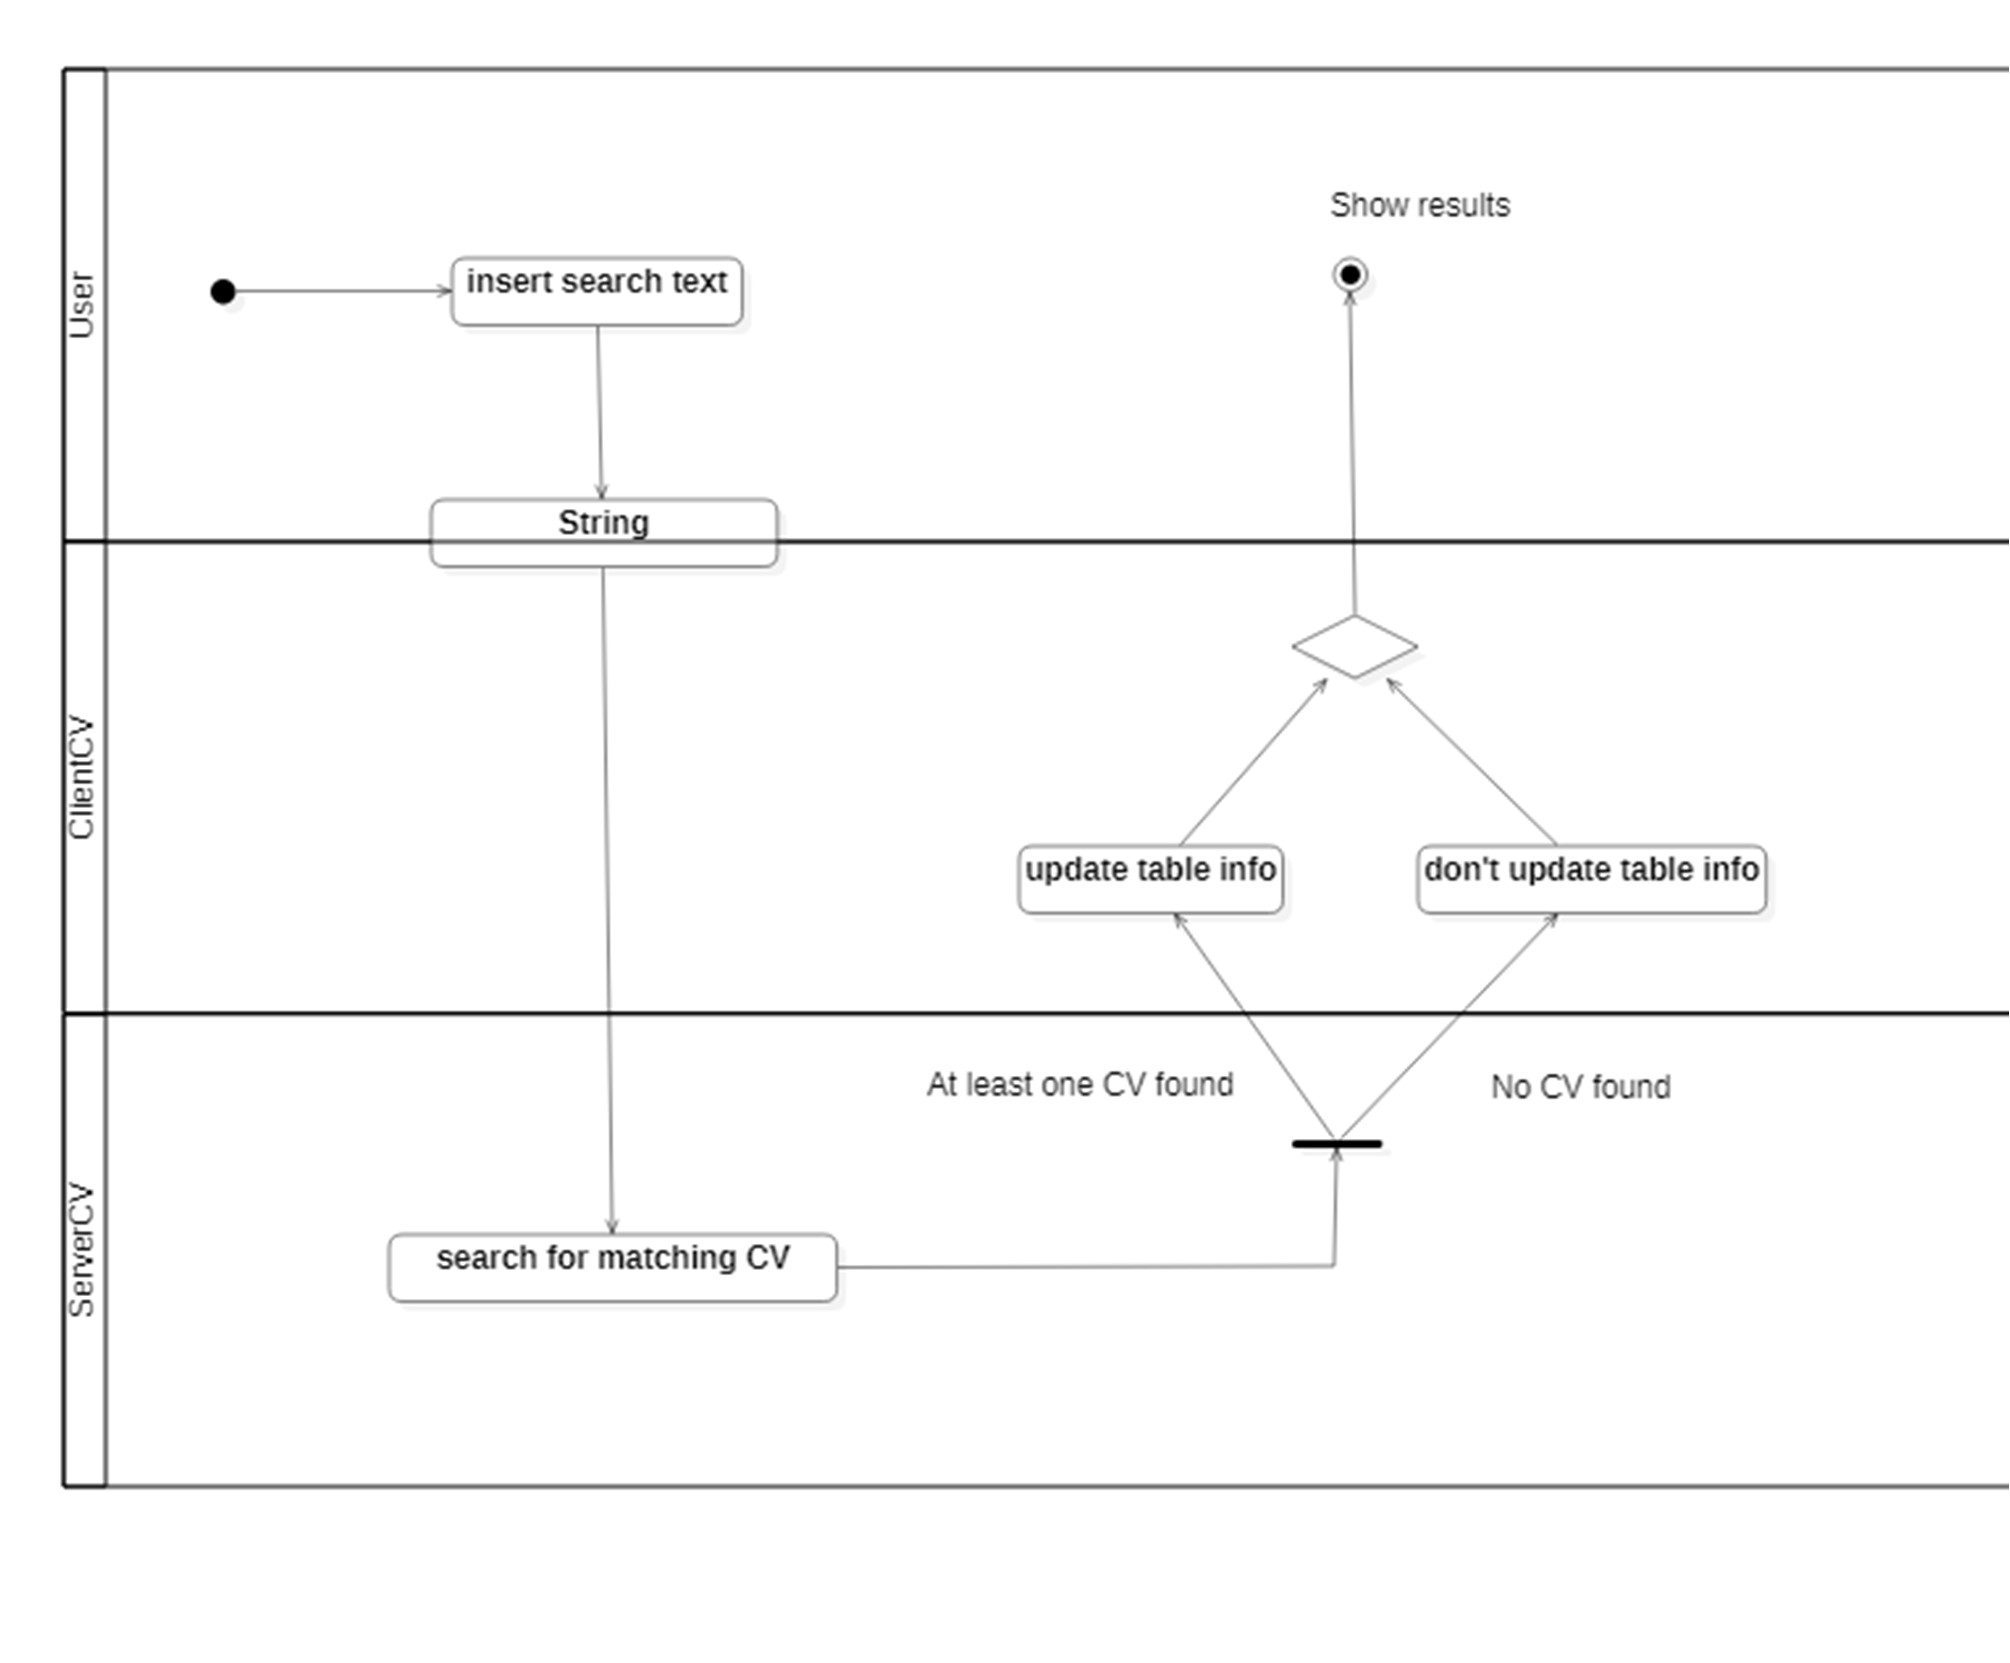 User
Show results
insert search text
String
ClientCV
update table info
don't update table info
ServerCV
At least one CV found
No CV found
search for matching CV